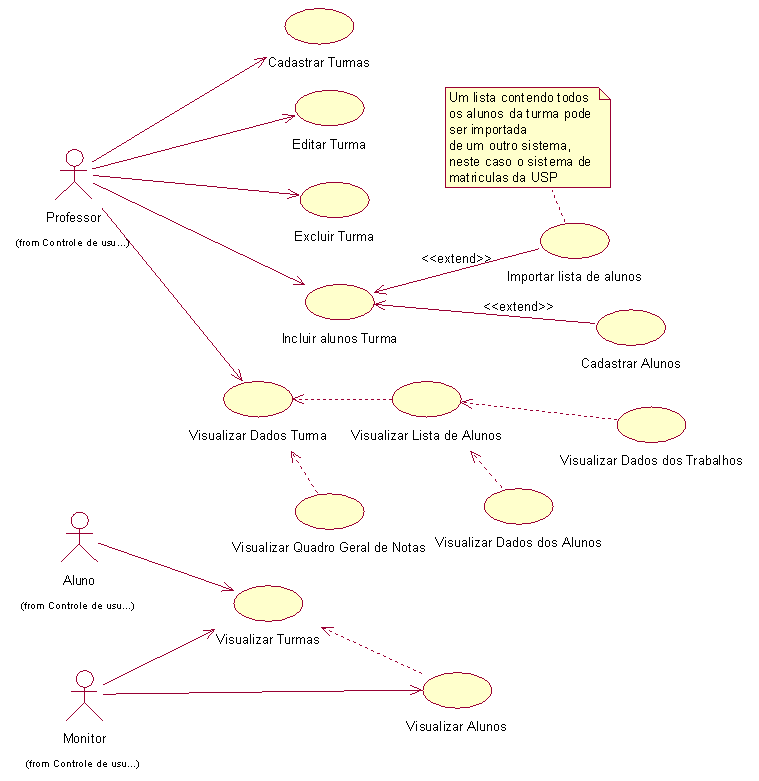 Cadastrar Turmas
Um lista contendo todos
os alunos da turma pode
ser importada
de um outro sistema,
neste caso o sistema de
matriculas da USP
Editar Turma
Professor
(from Controle de usu...)
Excluir Turma
<<extend>>
Importar lista de alunos
<<extend>>
Incluir alunos Turma
Cadastrar Alunos
Visualizar Dados Turma
Visualizar Lista de Alunos
Visualizar Dados dos Trabalhos
Visualizar Quadro Geral de Notas
Visualizar Dados dos Alunos
Aluno
(from Controle de usu...)
Visualizar Turmas
Visualizar Alunos
Monitor
(from Controle de usu...)